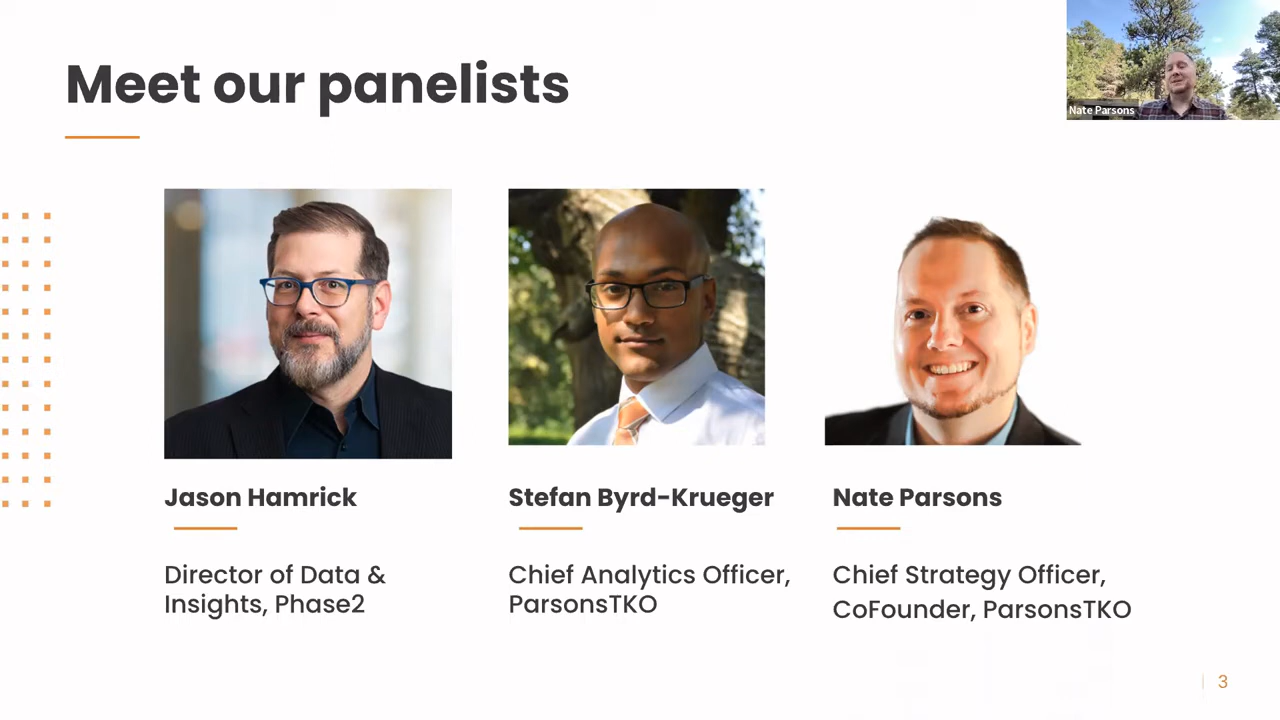 Meet our panelists
Nate Parsons
Jason Hamrick
Director of Data &
Insights, Phase2
Stefan Byrd-Krueger
Chief Analytics Officer,
ParsonsTKO
Nate Parsons
Chief Strategy Officer,
CoFounder, ParsonsTKO
3